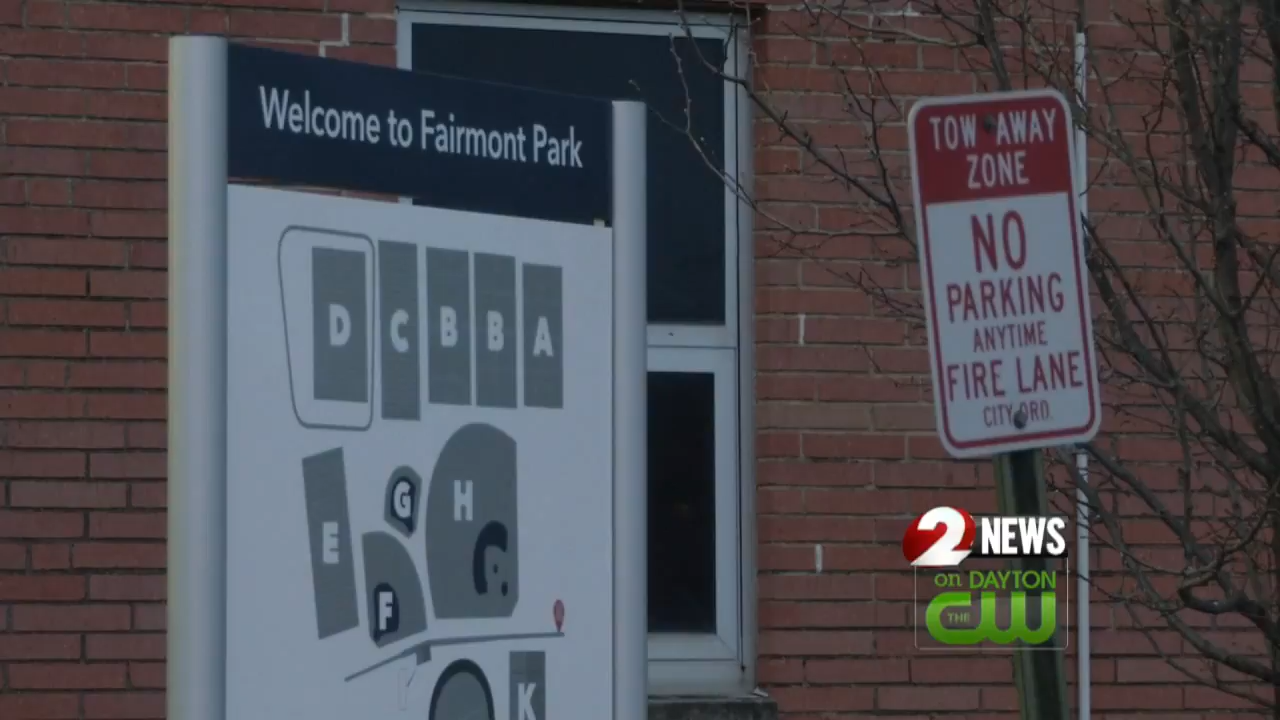 Welcome to Fairmont Park
D C B B A
E G H
F
K
TOW AWAY
ZONE
NO
PARKING
ANYTIME
FIRE LANE
CITY ORD.
2 NEWS
on DAYTON
THE CW